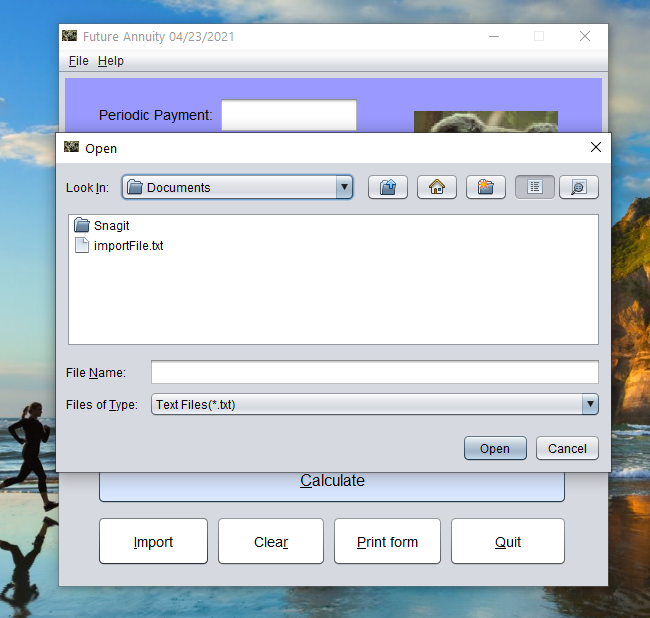 Future Annuity 04/23/2021
File Help
Periodic Payment:
Open
Look In: Documents
Snagit
importFile.txt
File Name:
Files of Type: Text Files(*.txt)
Open Cancel
Calculate
Import Clear Print form Quit